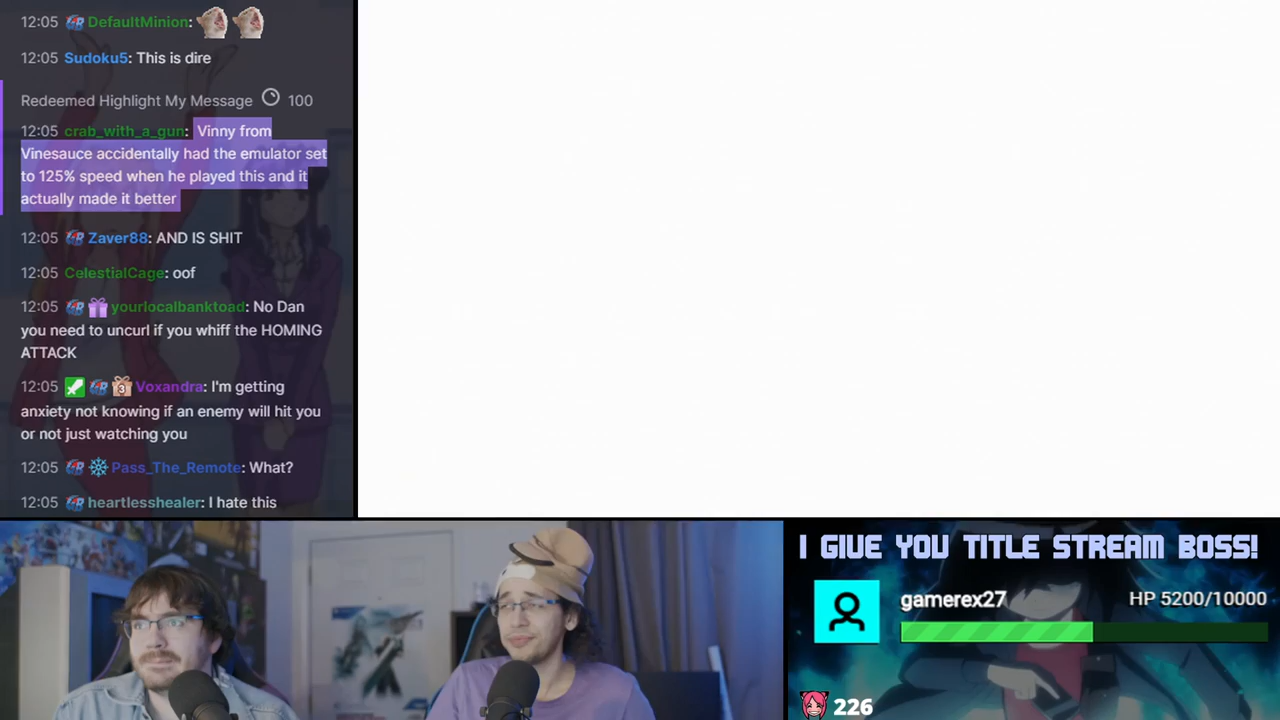 12:05 DefaultMinion:
12:05 Sudoku5: This is dire
Redeemed Highlight My Message 100
12:05 crab_with_a_gun: Vinny from
Vinesauce accidentally had the emulator set
to 125% speed when he played this and it
actually made it better
12:05 Zaver88: AND IS SHIT
12:05 CelestialCage: oof
12:05 yourlocalbanktoad: No Dan
you need to uncurl if you whiff the HOMING
ATTACK
12:05 3 Voxandra: I'm getting
anxiety not knowing if an enemy will hit you
or not just watching you
12:05 Pass_The_Remote: What?
12:05 heartlesshealer: I hate this
I GIVE YOU TITLE STREAM BOSS!
gamerex27 HP 5200/10000
226